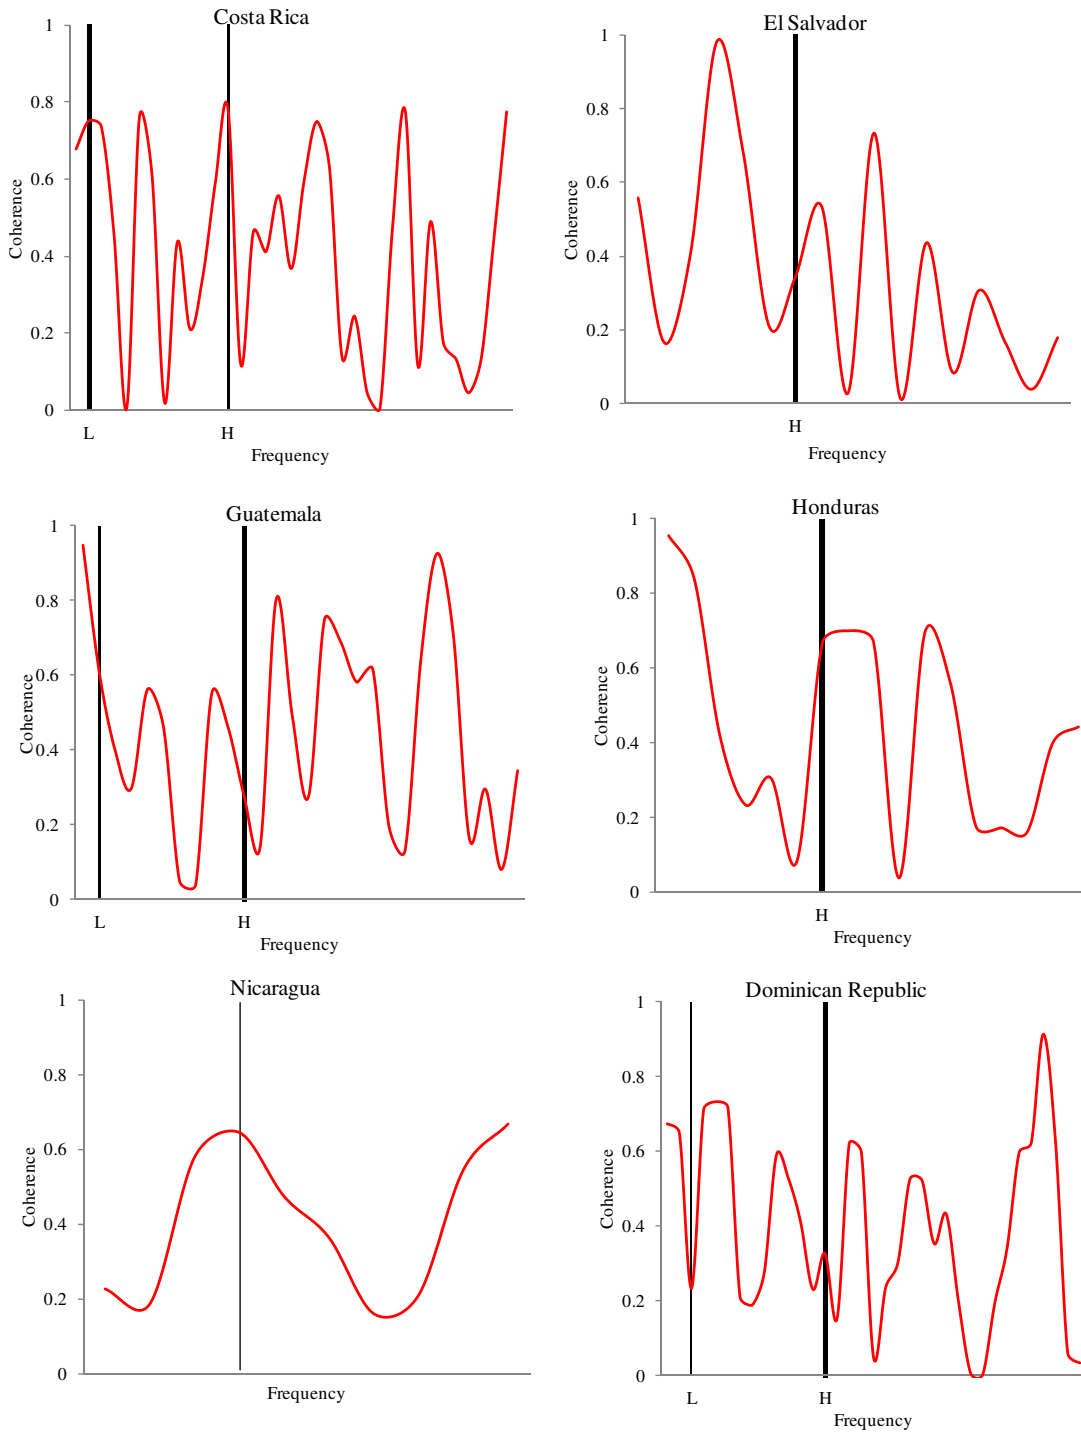 Costa Rica
1
0.8
0.6
0.4
0.2
0
Coherence
L H
Frequency
El Salvador
1
0.8
0.6
0.4
0.2
0
Coherence
H
Frequency
Guatemala
1
0.8
0.6
0.4
0.2
0
Coherence
L H
Frequency
Honduras
1
0.8
0.6
0.4
0.2
0
Coherence
H
Frequency
Nicaragua
1
0.8
0.6
0.4
0.2
0
Coherence
Frequency
Dominican Republic
1
0.8
0.6
0.4
0.2
0
Coherence
L H
Frequency